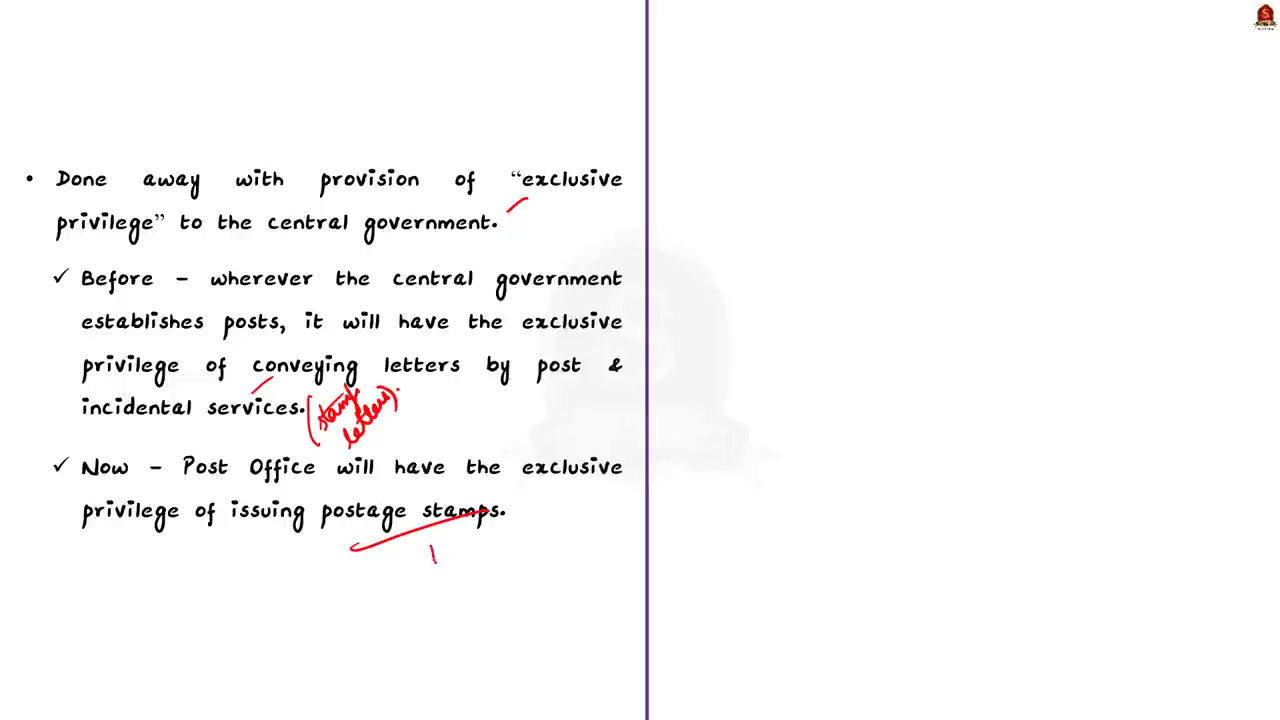 • Done away with provision of “exclusive
privilege” to the central government.
✓ Before – wherever the central government
establishes posts, it will have the exclusive
privilege of conveying letters by post &
incidental services. (stamp
letters).
✓ Now – Post Office will have the exclusive
privilege of issuing postage stamps.